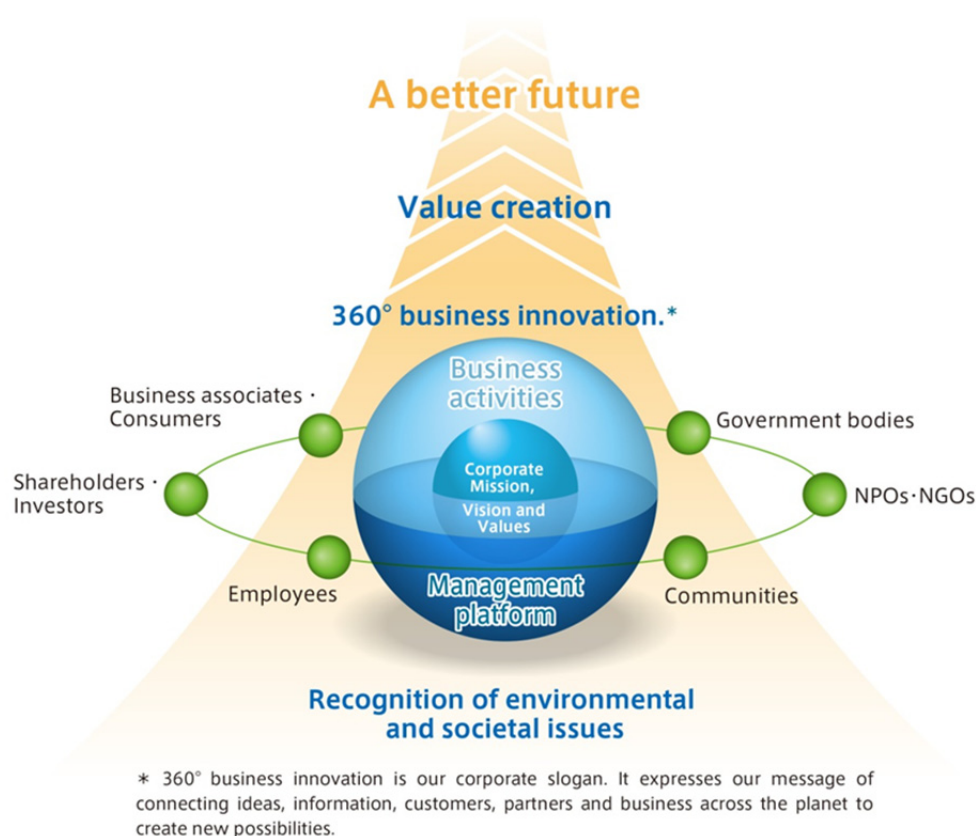 A better future
Value creation
360° business innovation.*
Business
activities
Business associates・
Consumers
Government bodies
Corporate
Mission,
Vision and
Values
Shareholders・
Investors
NPOs・NGOs
Employees
Management
platform
Communities
Recognition of environmental
and societal issues
* 360° business innovation is our corporate slogan. It expresses our message of
connecting ideas, information, customers, partners and business across the planet to
create new possibilities.